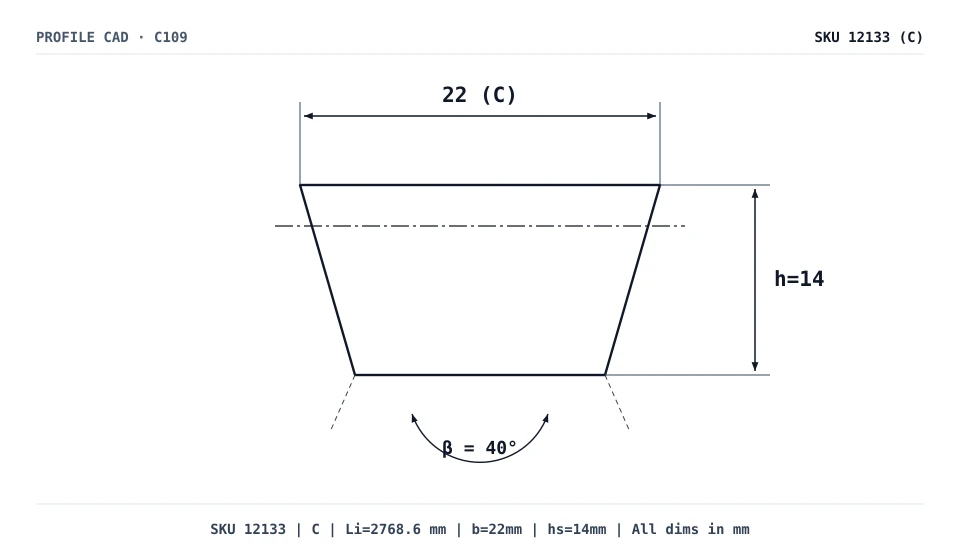 PROFILE CAD · C109
SKU 12133 (C)
22 (C)
h=14
β = 40°
SKU 12133 | C | Li=2768.6 mm | b=22mm | hs=14mm | All dims in mm